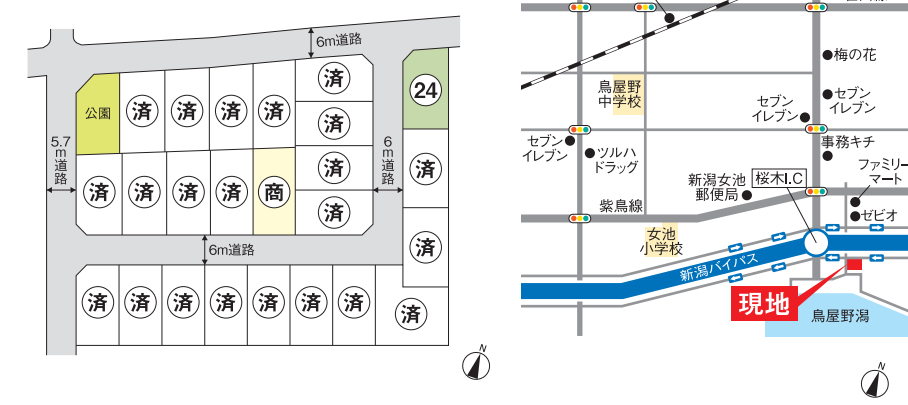 6m道路
済
24
公園
済
済
済
済
済
5.7m道路
6m道路
済
済
済
済
済
済
商
済
6m道路
済
済
済
済
済
済
済
済
済
N
梅の花
鳥屋野
中学校
セブン
イレブン
セブン
イレブン
セブン
イレブン
ツルハ
ドラッグ
事務キチ
ファミリー
マート
新潟女池
郵便局
桜木I.C
紫鳥線
ゼビオ
女池
小学校
新潟バイパス
現地
鳥屋野潟
N